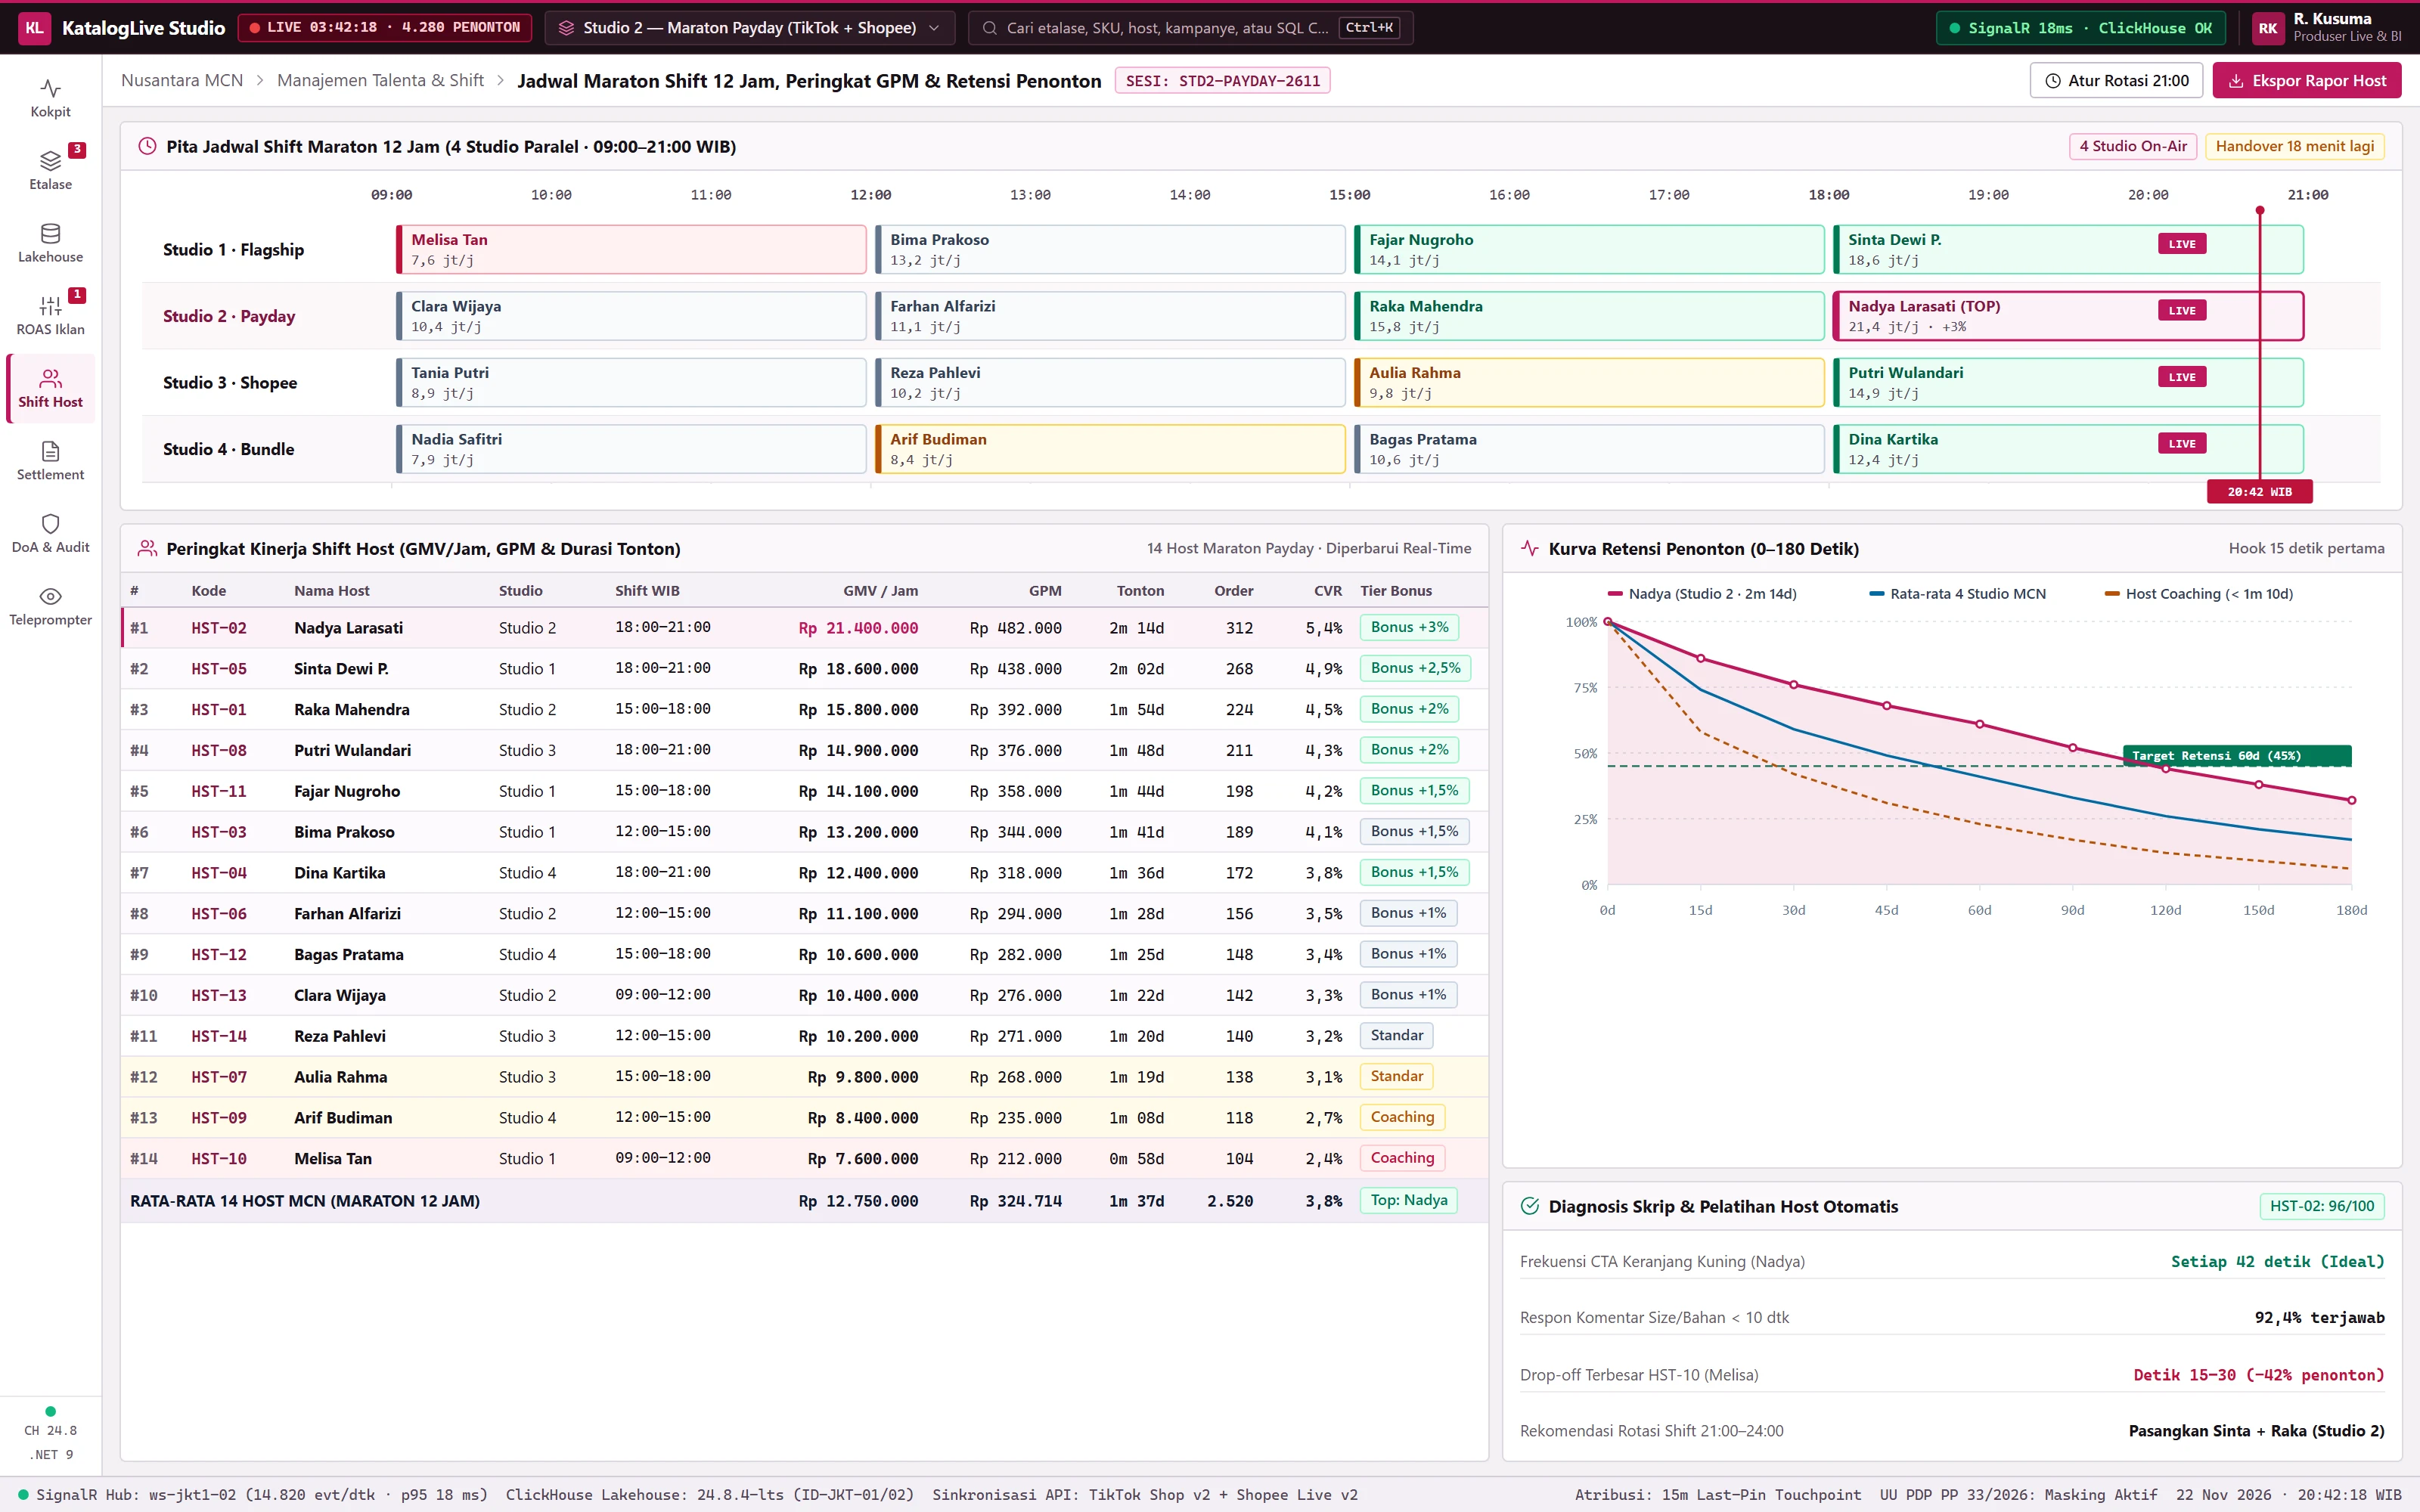 KL KatalogLive Studio LIVE 03:42:18 · 4.280 PENONTON Studio 2 — Maraton Payday (TikTok + Shopee) Cari etalase, SKU, host, kampanye, atau SQL C... Ctrl+K SignalR 18ms · ClickHouse OK RK R. Kusuma
Produser Live & BI
Nusantara MCN > Manajemen Talenta & Shift > Jadwal Maraton Shift 12 Jam, Peringkat GPM & Retensi Penonton SESI: STD2-PAYDAY-2611 Atur Rotasi 21:00 Ekspor Rapor Host
Kokpit
3
Etalase
Lakehouse
1
ROAS Iklan
Shift Host
Settlement
DoA & Audit
Teleprompter
CH 24.8
.NET 9
Pita Jadwal Shift Maraton 12 Jam (4 Studio Paralel · 09:00–21:00 WIB) 4 Studio On-Air Handover 18 menit lagi
09:00 10:00 11:00 12:00 13:00 14:00 15:00 16:00 17:00 18:00 19:00 20:00 21:00
Studio 1 · Flagship
Melisa Tan
7,6 jt/j
Bima Prakoso
13,2 jt/j
Fajar Nugroho
14,1 jt/j
Sinta Dewi P.
18,6 jt/j
LIVE
Studio 2 · Payday
Clara Wijaya
10,4 jt/j
Farhan Alfarizi
11,1 jt/j
Raka Mahendra
15,8 jt/j
Nadya Larasati (TOP)
21,4 jt/j · +3%
LIVE
Studio 3 · Shopee
Tania Putri
8,9 jt/j
Reza Pahlevi
10,2 jt/j
Aulia Rahma
9,8 jt/j
Putri Wulandari
14,9 jt/j
LIVE
Studio 4 · Bundle
Nadia Safitri
7,9 jt/j
Arif Budiman
8,4 jt/j
Bagas Pratama
10,6 jt/j
Dina Kartika
12,4 jt/j
LIVE
20:42 WIB
Peringkat Kinerja Shift Host (GMV/Jam, GPM & Durasi Tonton) 14 Host Maraton Payday · Diperbarui Real-Time
# Kode Nama Host Studio Shift WIB GMV / Jam GPM Tonton Order CVR Tier Bonus
#1 HST-02 Nadya Larasati Studio 2 18:00–21:00 Rp 21.400.000 Rp 482.000 2m 14d 312 5,4% Bonus +3%
#2 HST-05 Sinta Dewi P. Studio 1 18:00–21:00 Rp 18.600.000 Rp 438.000 2m 02d 268 4,9% Bonus +2,5%
#3 HST-01 Raka Mahendra Studio 2 15:00–18:00 Rp 15.800.000 Rp 392.000 1m 54d 224 4,5% Bonus +2%
#4 HST-08 Putri Wulandari Studio 3 18:00–21:00 Rp 14.900.000 Rp 376.000 1m 48d 211 4,3% Bonus +2%
#5 HST-11 Fajar Nugroho Studio 1 15:00–18:00 Rp 14.100.000 Rp 358.000 1m 44d 198 4,2% Bonus +1,5%
#6 HST-03 Bima Prakoso Studio 1 12:00–15:00 Rp 13.200.000 Rp 344.000 1m 41d 189 4,1% Bonus +1,5%
#7 HST-04 Dina Kartika Studio 4 18:00–21:00 Rp 12.400.000 Rp 318.000 1m 36d 172 3,8% Bonus +1,5%
#8 HST-06 Farhan Alfarizi Studio 2 12:00–15:00 Rp 11.100.000 Rp 294.000 1m 28d 156 3,5% Bonus +1%
#9 HST-12 Bagas Pratama Studio 4 15:00–18:00 Rp 10.600.000 Rp 282.000 1m 25d 148 3,4% Bonus +1%
#10 HST-13 Clara Wijaya Studio 2 09:00–12:00 Rp 10.400.000 Rp 276.000 1m 22d 142 3,3% Bonus +1%
#11 HST-14 Reza Pahlevi Studio 3 12:00–15:00 Rp 10.200.000 Rp 271.000 1m 20d 140 3,2% Standar
#12 HST-07 Aulia Rahma Studio 3 15:00–18:00 Rp 9.800.000 Rp 268.000 1m 19d 138 3,1% Standar
#13 HST-09 Arif Budiman Studio 4 12:00–15:00 Rp 8.400.000 Rp 235.000 1m 08d 118 2,7% Coaching
#14 HST-10 Melisa Tan Studio 1 09:00–12:00 Rp 7.600.000 Rp 212.000 0m 58d 104 2,4% Coaching
RATA-RATA 14 HOST MCN (MARATON 12 JAM) Rp 12.750.000 Rp 324.714 1m 37d 2.520 3,8% Top: Nadya
Kurva Retensi Penonton (0–180 Detik) Hook 15 detik pertama
Nadya (Studio 2 · 2m 14d) Rata-rata 4 Studio MCN Host Coaching (< 1m 10d)
100%
75%
50%
25%
0%
Target Retensi 60d (45%)
0d 15d 30d 45d 60d 90d 120d 150d 180d
Diagnosis Skrip & Pelatihan Host Otomatis HST-02: 96/100
Frekuensi CTA Keranjang Kuning (Nadya) Setiap 42 detik (Ideal)
Respon Komentar Size/Bahan < 10 dtk 92,4% terjawab
Drop-off Terbesar HST-10 (Melisa) Detik 15–30 (−42% penonton)
Rekomendasi Rotasi Shift 21:00–24:00 Pasangkan Sinta + Raka (Studio 2)
SignalR Hub: ws-jkt1-02 (14.820 evt/dtk · p95 18 ms) ClickHouse Lakehouse: 24.8.4-lts (ID-JKT-01/02) Sinkronisasi API: TikTok Shop v2 + Shopee Live v2 Atribusi: 15m Last-Pin Touchpoint UU PDP PP 33/2026: Masking Aktif 22 Nov 2026 · 20:42:18 WIB